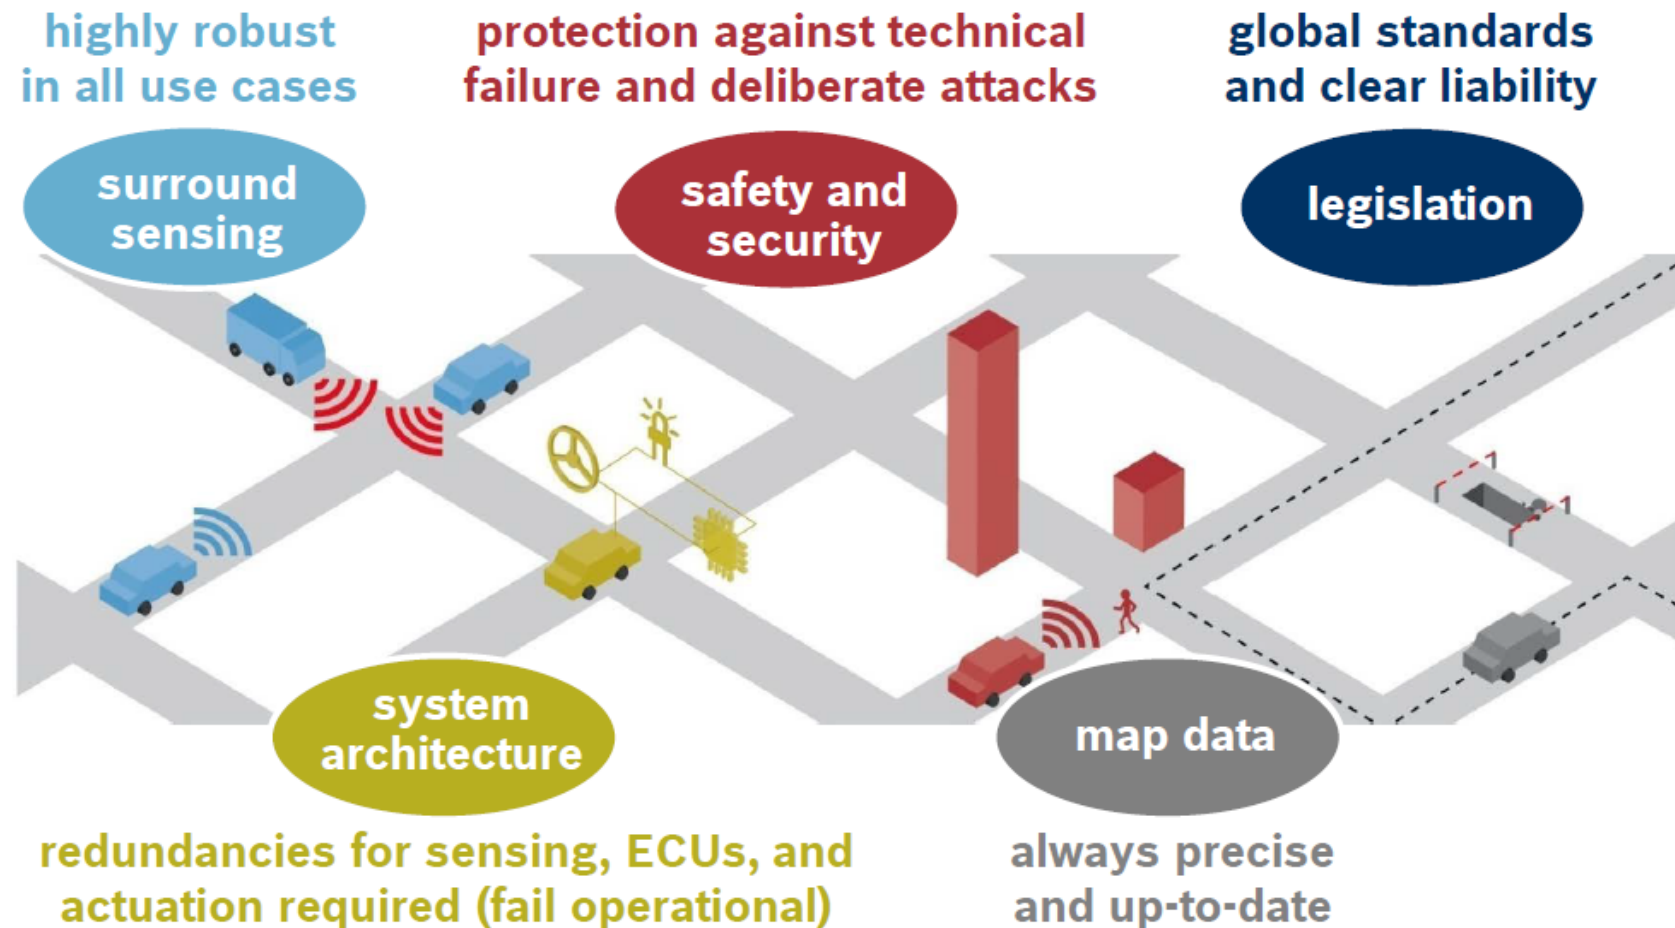 highly robust
in all use cases
surround
sensing
protection against technical
failure and deliberate attacks
safety and
security
global standards
and clear liability
legislation
system
architecture
redundancies for sensing, ECUs, and
actuation required (fail operational)
map data
always precise
and up-to-date